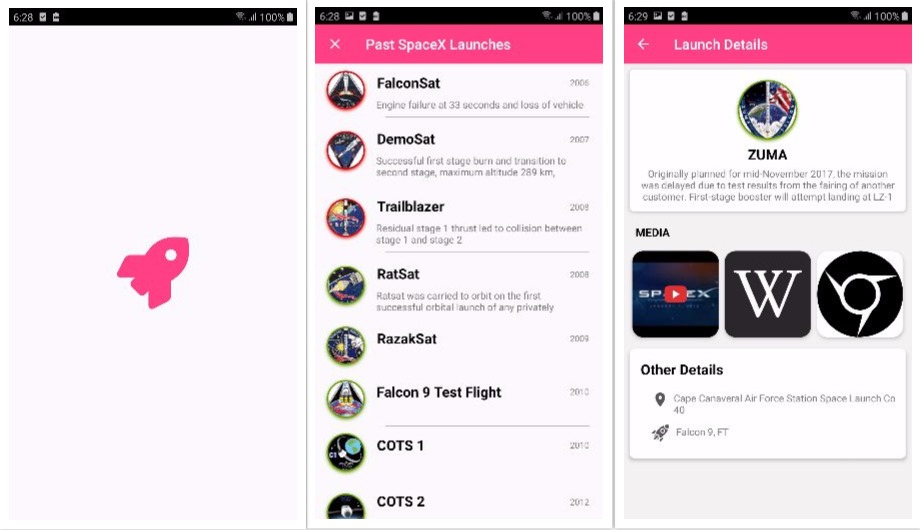 6:28
100%
6:28
100%
Past SpaceX Launches
FalconSat
2006
Engine failure at 33 seconds and loss of vehicle
DemoSat
2007
Successful first stage burn and transition to
second stage, maximum altitude 289 km,
Trailblazer
2008
Residual stage 1 thrust led to collision between
stage 1 and stage 2
RatSat
2008
Ratsat was carried to orbit on the first
successful orbital launch of any privately
RazakSat
2009
Falcon 9 Test Flight
2010
COTS 1
2010
COTS 2
2012
6:29
100%
Launch Details
ZUMA
Originally planned for mid-November 2017, the mission
was delayed due to test results from the fairing of another
customer. First-stage booster will attempt landing at LZ-1
MEDIA
SPACEX
W
Other Details
Cape Canaveral Air Force Station Space Launch Co
40
Falcon 9, FT